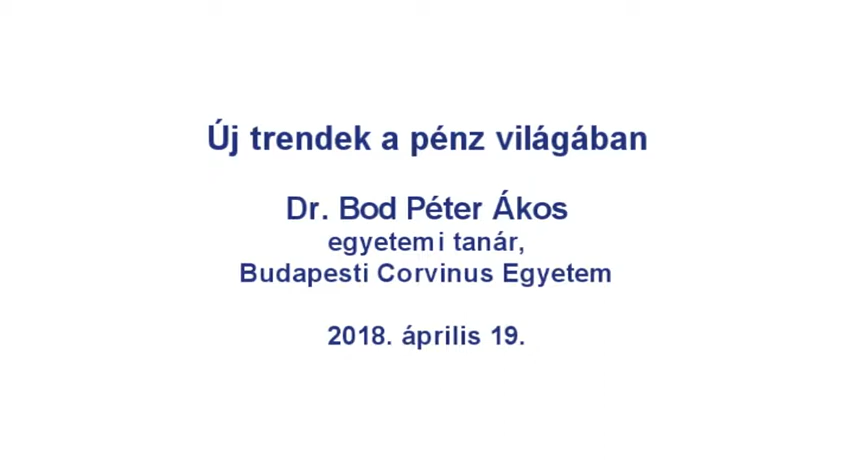 Új trendek a pénz világában
Dr. Bod Péter Ákos
egyetemi tanár,
Budapesti Corvinus Egyetem
2018. április 19.